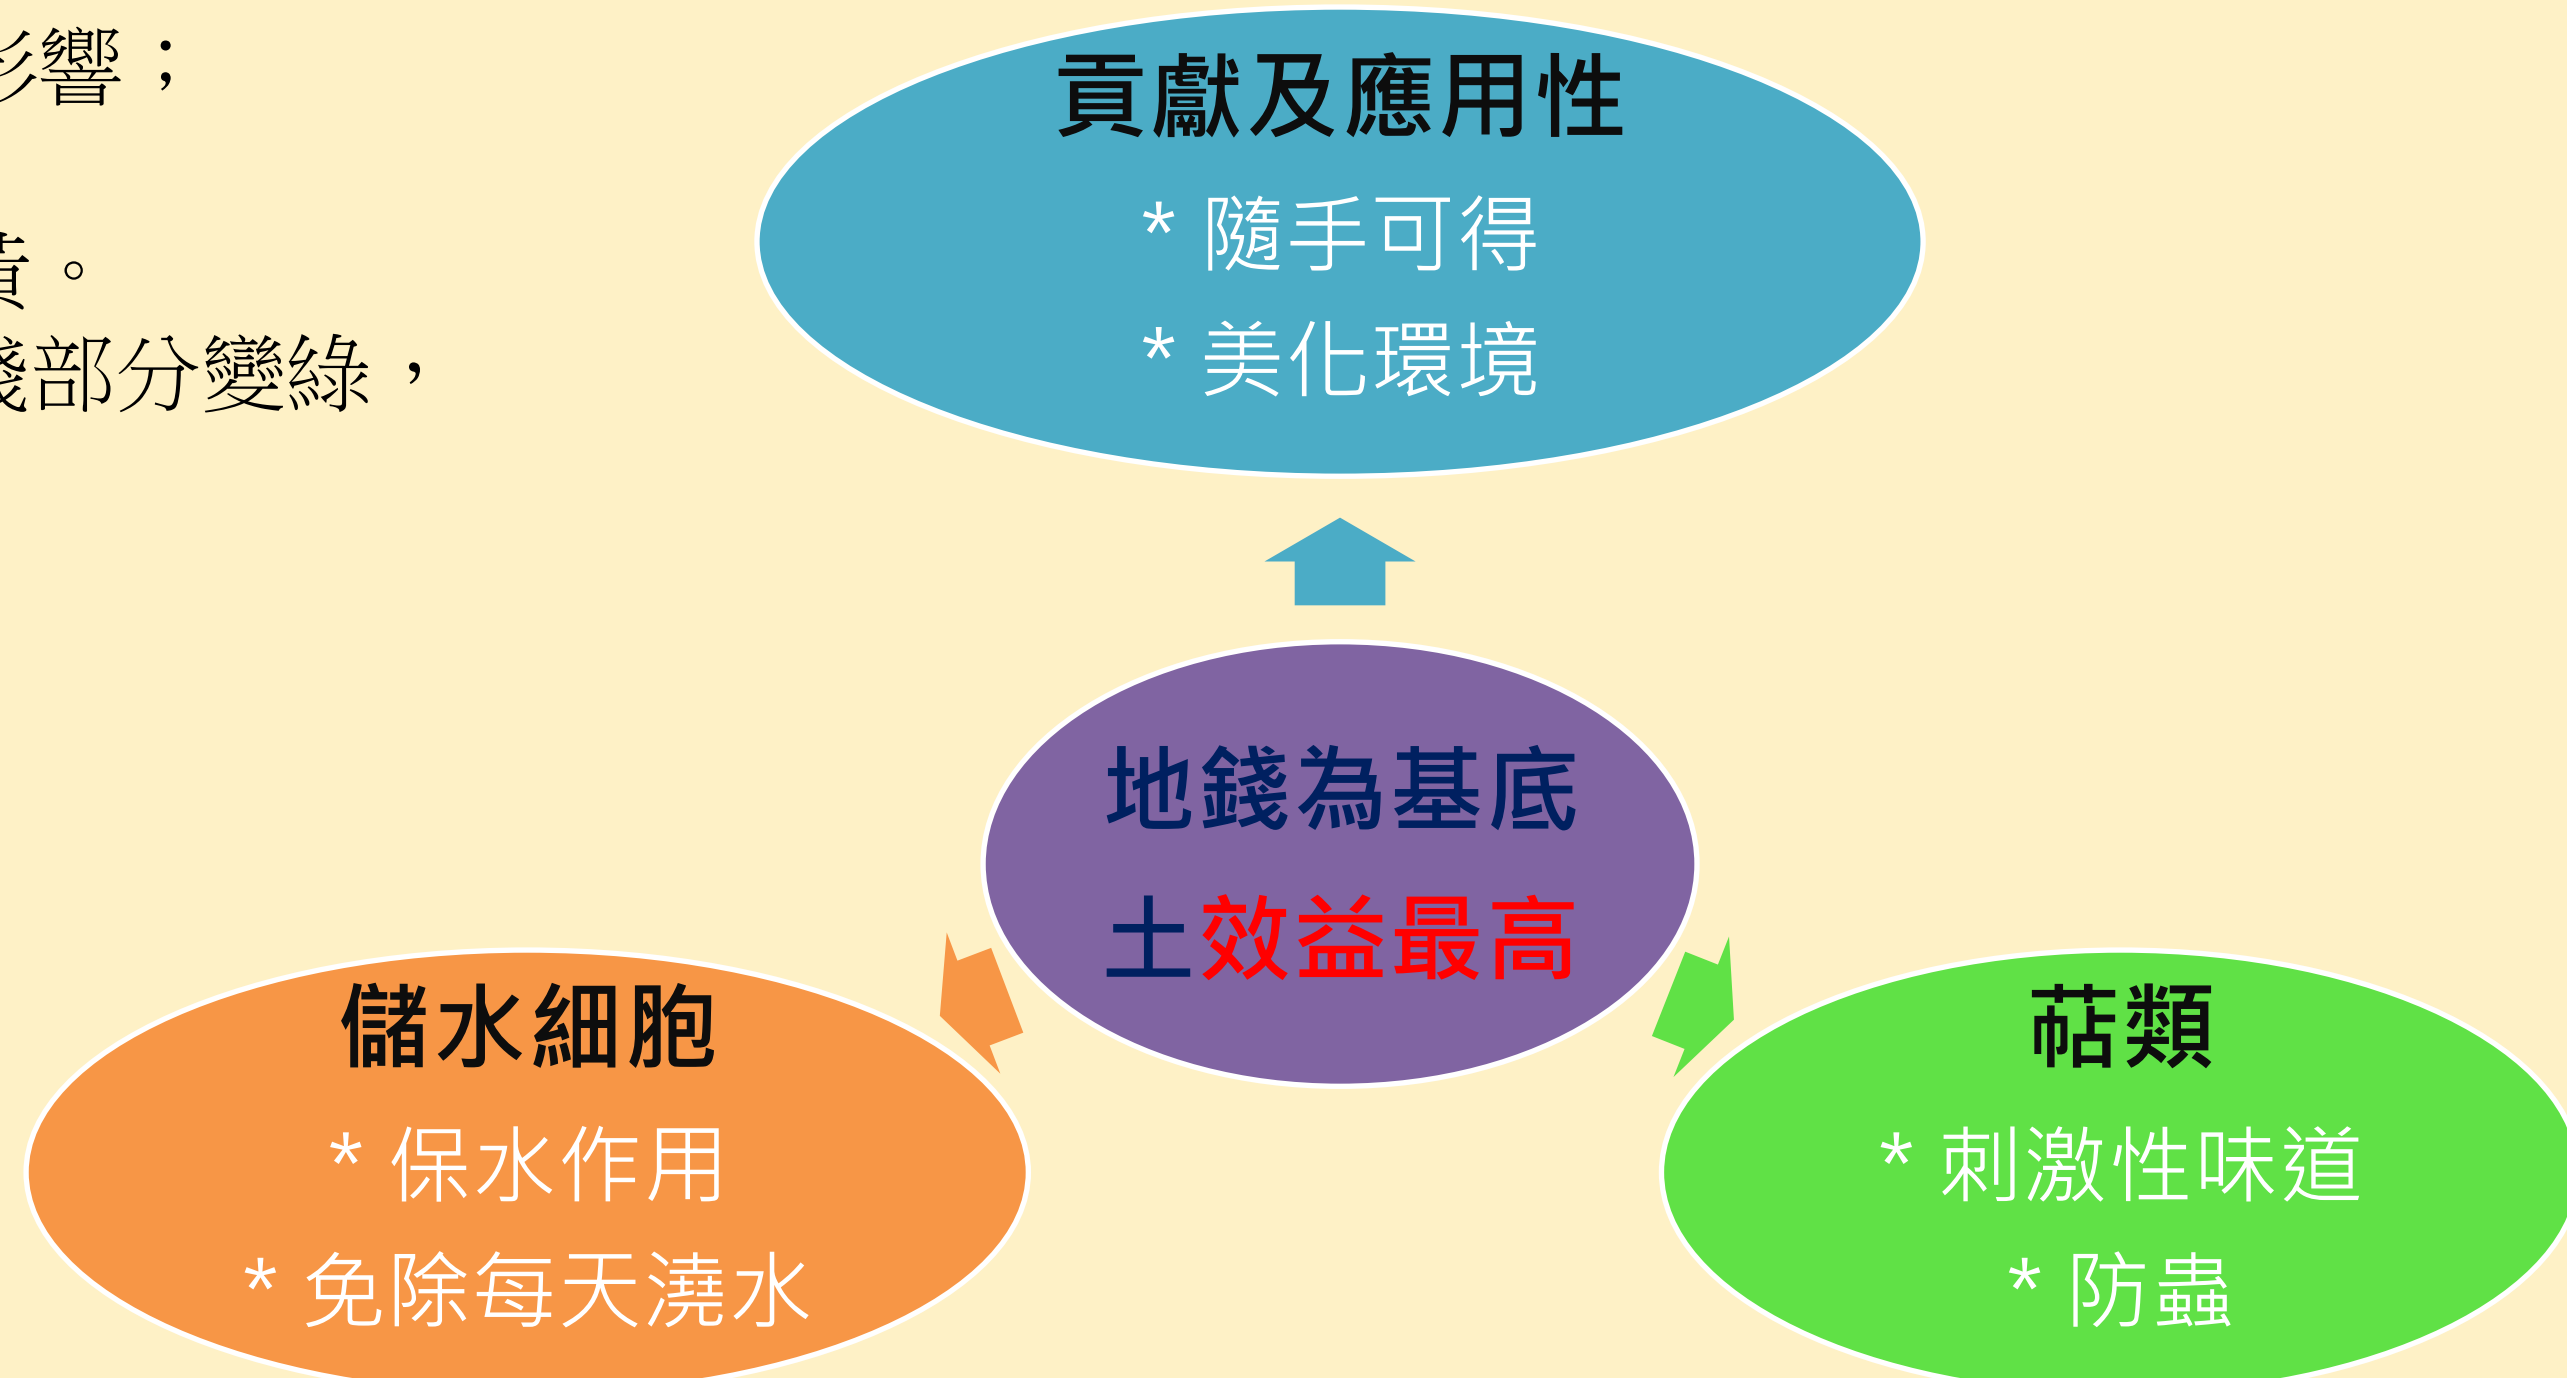 響；
。
部分變綠，
貢獻及應用性
* 隨手可得
* 美化環境
地錢為基底
土效益最高
儲水細胞
* 保水作用
* 免除每天澆水
萜類
* 刺激性味道
* 防蟲